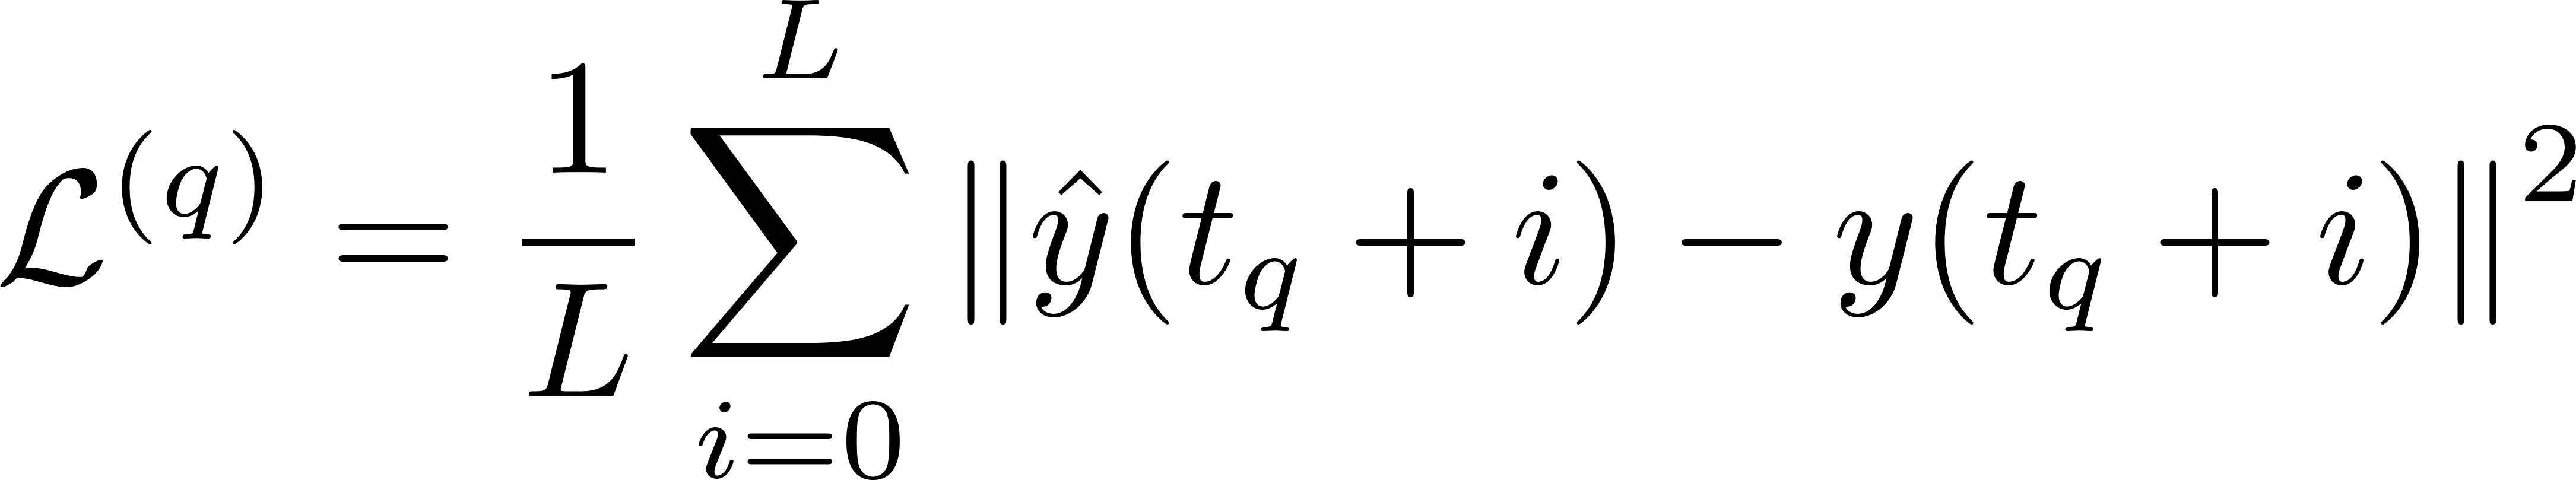 $\mathcal{L}^{(q)} = \frac{1}{L} \sum_{i=0}^{L} \|\hat{y}(t_q + i) - y(t_q + i)\|^2$